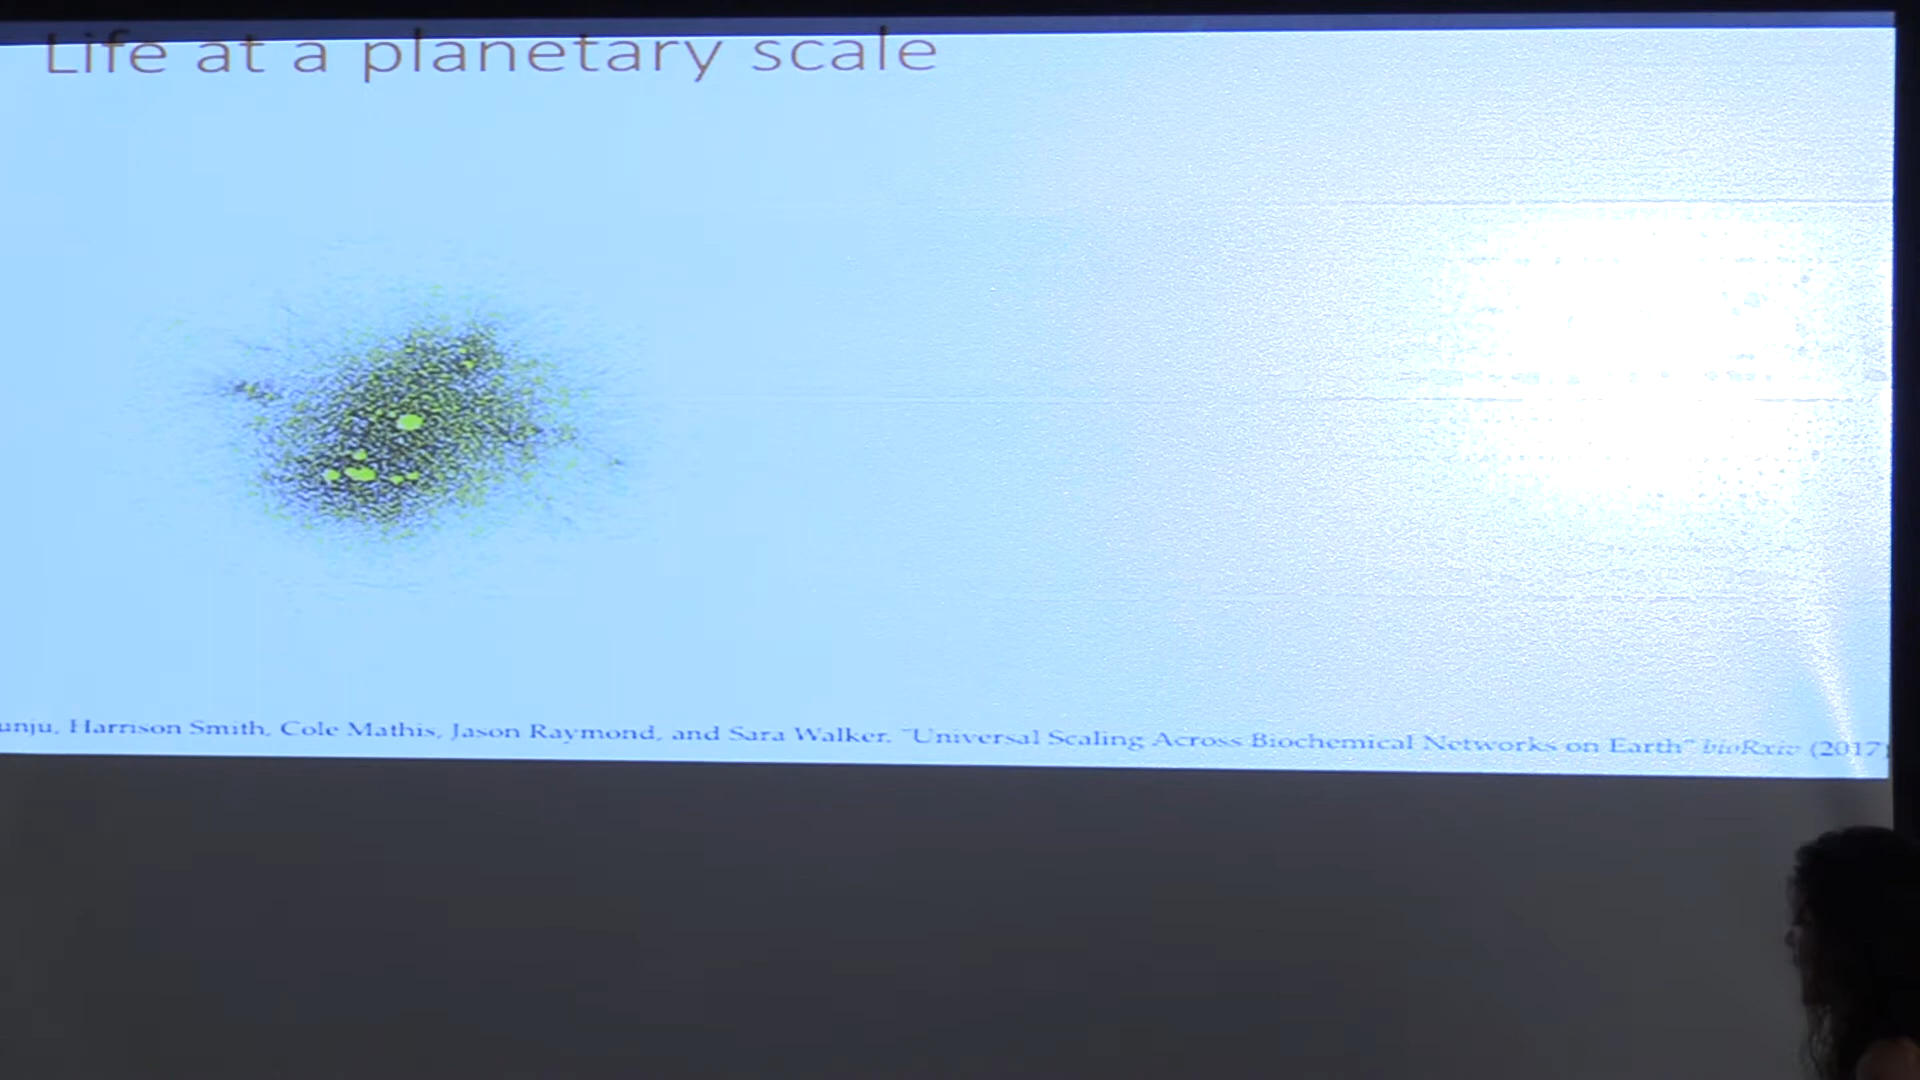 Life at a planetary scale
unju, Harrison Smith, Cole Mathis, Jason Raymond, and Sara Walker. "Universal Scaling Across Biochemical Networks on Earth" bioRxiv (2017)